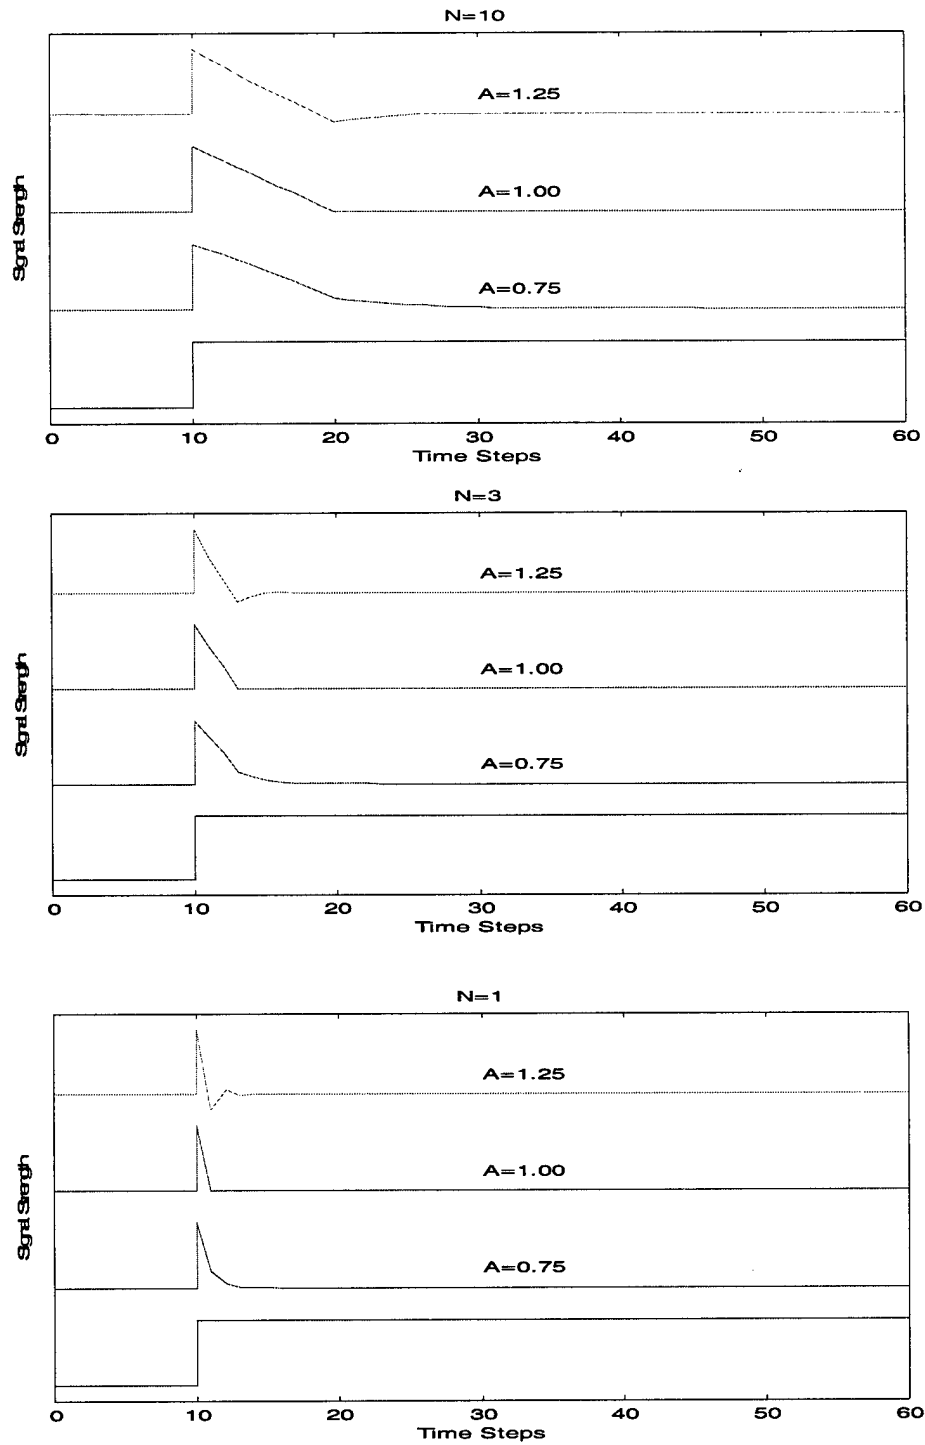 N=10
A=1.25
A=1.00
A=0.75
Signal Strength
0 10 20 30 40 50 60
Time Steps
N=3
A=1.25
A=1.00
A=0.75
Signal Strength
0 10 20 30 40 50 60
Time Steps
N=1
A=1.25
A=1.00
A=0.75
Signal Strength
0 10 20 30 40 50 60
Time Steps